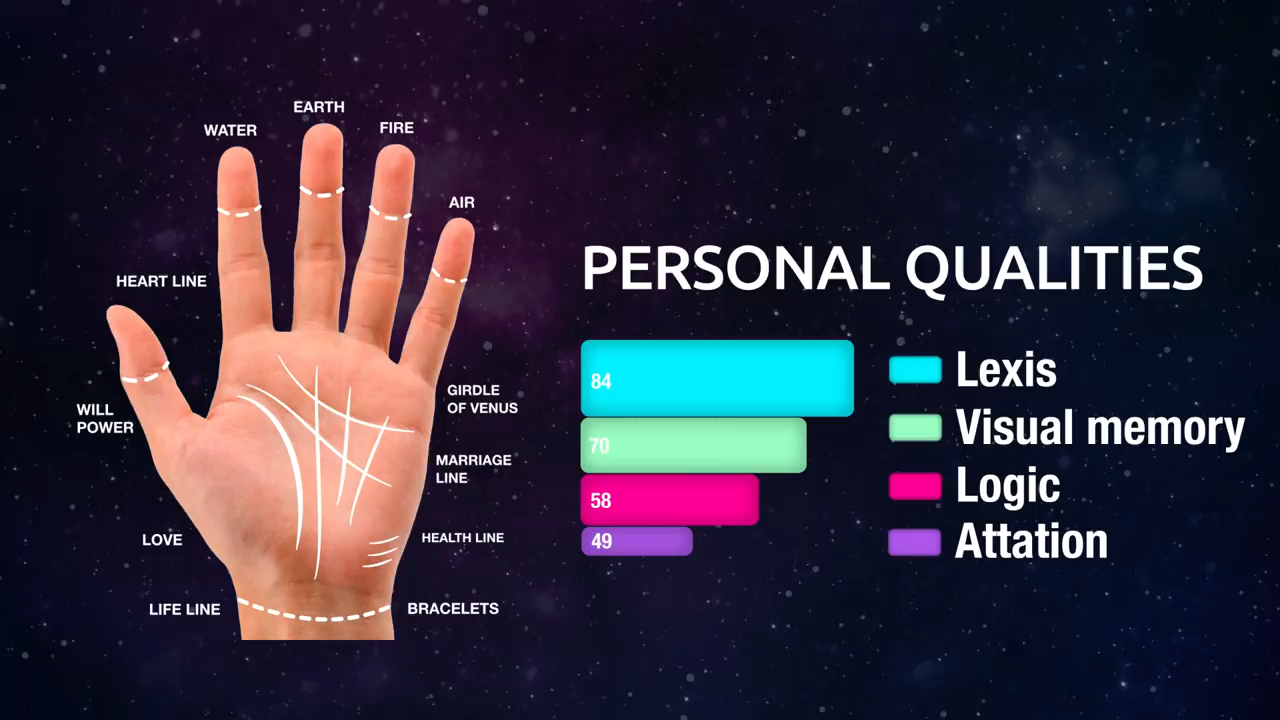 EARTH
WATER
FIRE
AIR
HEART LINE
WILL
POWER
GIRDLE
OF VENUS
MARRIAGE
LINE
LOVE
HEALTH LINE
LIFE LINE
BRACELETS
PERSONAL QUALITIES
84
70
58
49
Lexis
Visual memory
Logic
Attation